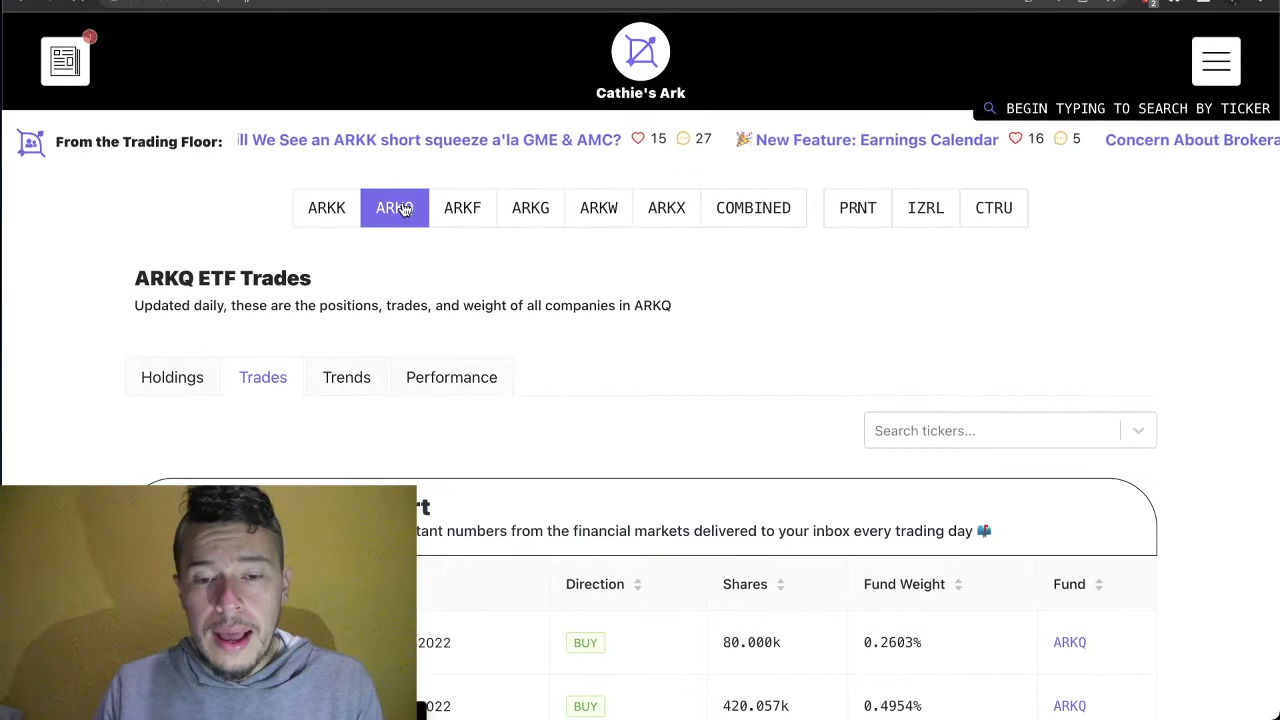 Cathie's Ark
BEGIN TYPING TO SEARCH BY TICKER
From the Trading Floor: ill We See an ARKK short squeeze a'la GME & AMC? 15 27 🎉 New Feature: Earnings Calendar 16 5 Concern About Brokera
ARKK ARKQ ARKF ARKG ARKW ARKX COMBINED PRNT IZRL CTRU
ARKQ ETF Trades
Updated daily, these are the positions, trades, and weight of all companies in ARKQ
Holdings Trades Trends Performance
Search tickers...
rt
tant numbers from the financial markets delivered to your inbox every trading day 📫
Direction Shares Fund Weight Fund
2022 BUY 80.000k 0.2603% ARKQ
022 BUY 420.057k 0.4954% ARKQ